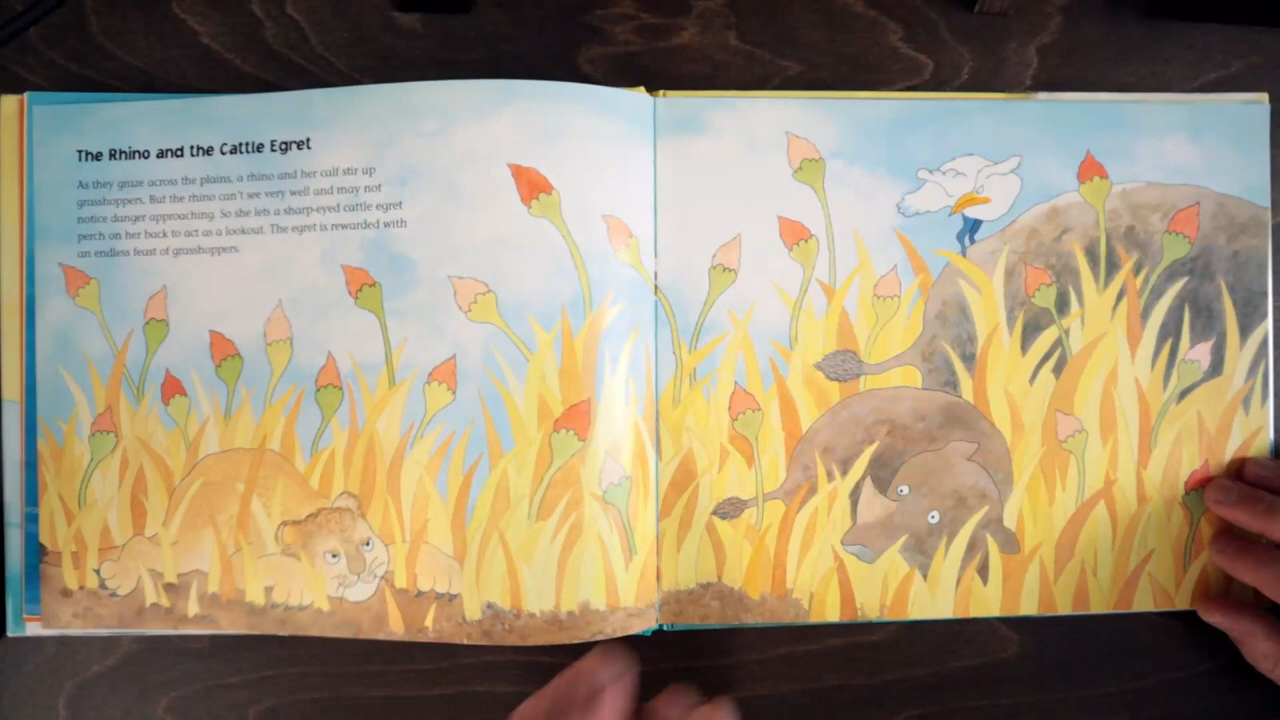 The Rhino and the Cattle Egret
As they graze across the plains, a rhino and her calf stir up
grasshoppers. But the rhino can't see very well and may not
notice danger approaching. So she lets a sharp-eyed cattle egret
perch on her back to act as a lookout. The egret is rewarded with
an endless feast of grasshoppers.